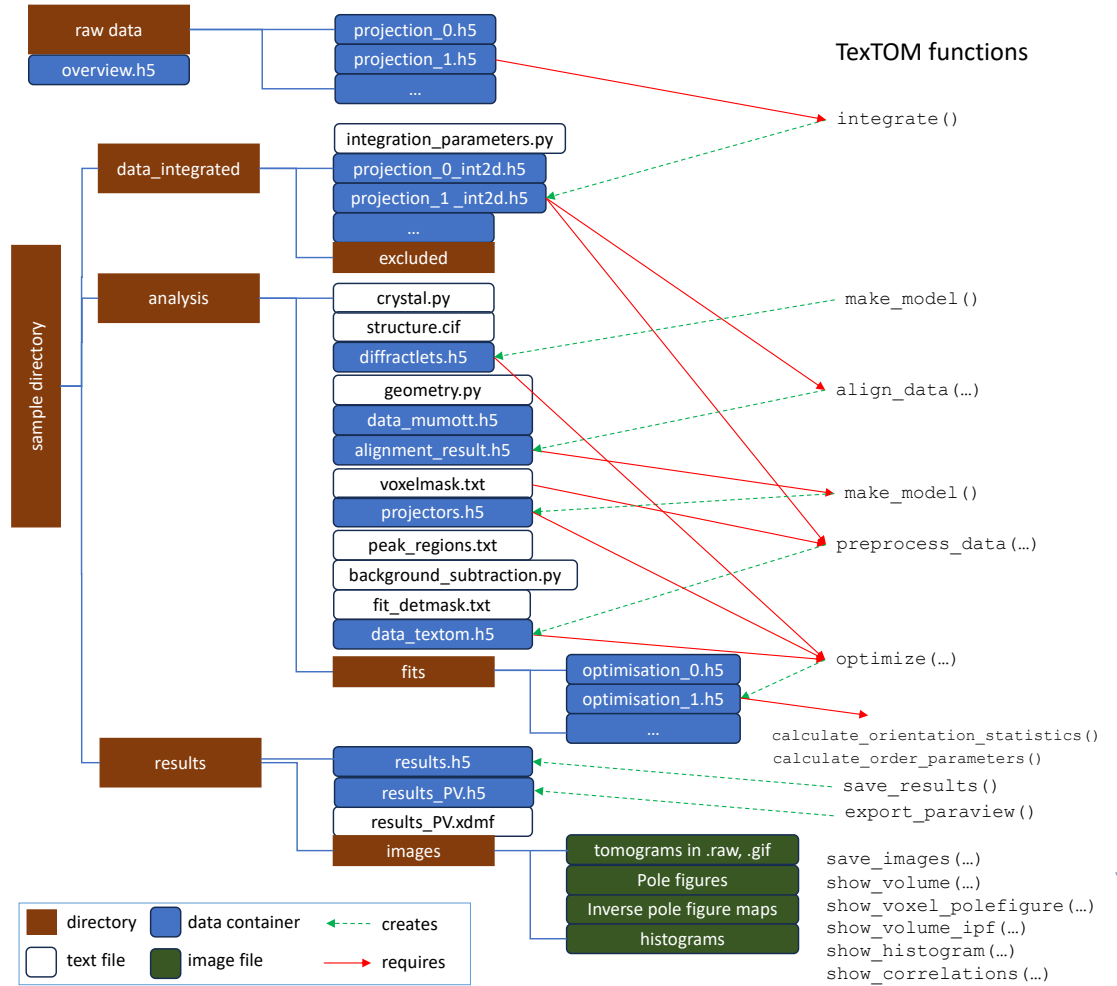 raw data
overview.h5
projection_0.h5
projection_1.h5
...
TexTOM functions
integrate()
sample directory
data_integrated
integration_parameters.py
projection_0_int2d.h5
projection_1 _int2d.h5
...
excluded
analysis
crystal.py
structure.cif
diffractlets.h5
geometry.py
data_mumott.h5
alignment_result.h5
voxelmask.txt
projectors.h5
peak_regions.txt
background_subtraction.py
fit_detmask.txt
data_textom.h5
make_model()
align_data(…)
make_model()
preprocess_data(…)
optimize(…)
fits
optimisation_0.h5
optimisation_1.h5
...
calculate_orientation_statistics()
calculate_order_parameters()
results
results.h5
results_PV.h5
results_PV.xdmf
images
save_results()
export_paraview()
tomograms in .raw, .gif
Pole figures
Inverse pole figure maps
histograms
save_images(…)
show_volume(…)
show_voxel_polefigure(…)
show_volume_ipf(…)
show_histogram(…)
show_correlations(…)
directory
data container
creates
text file
image file
requires